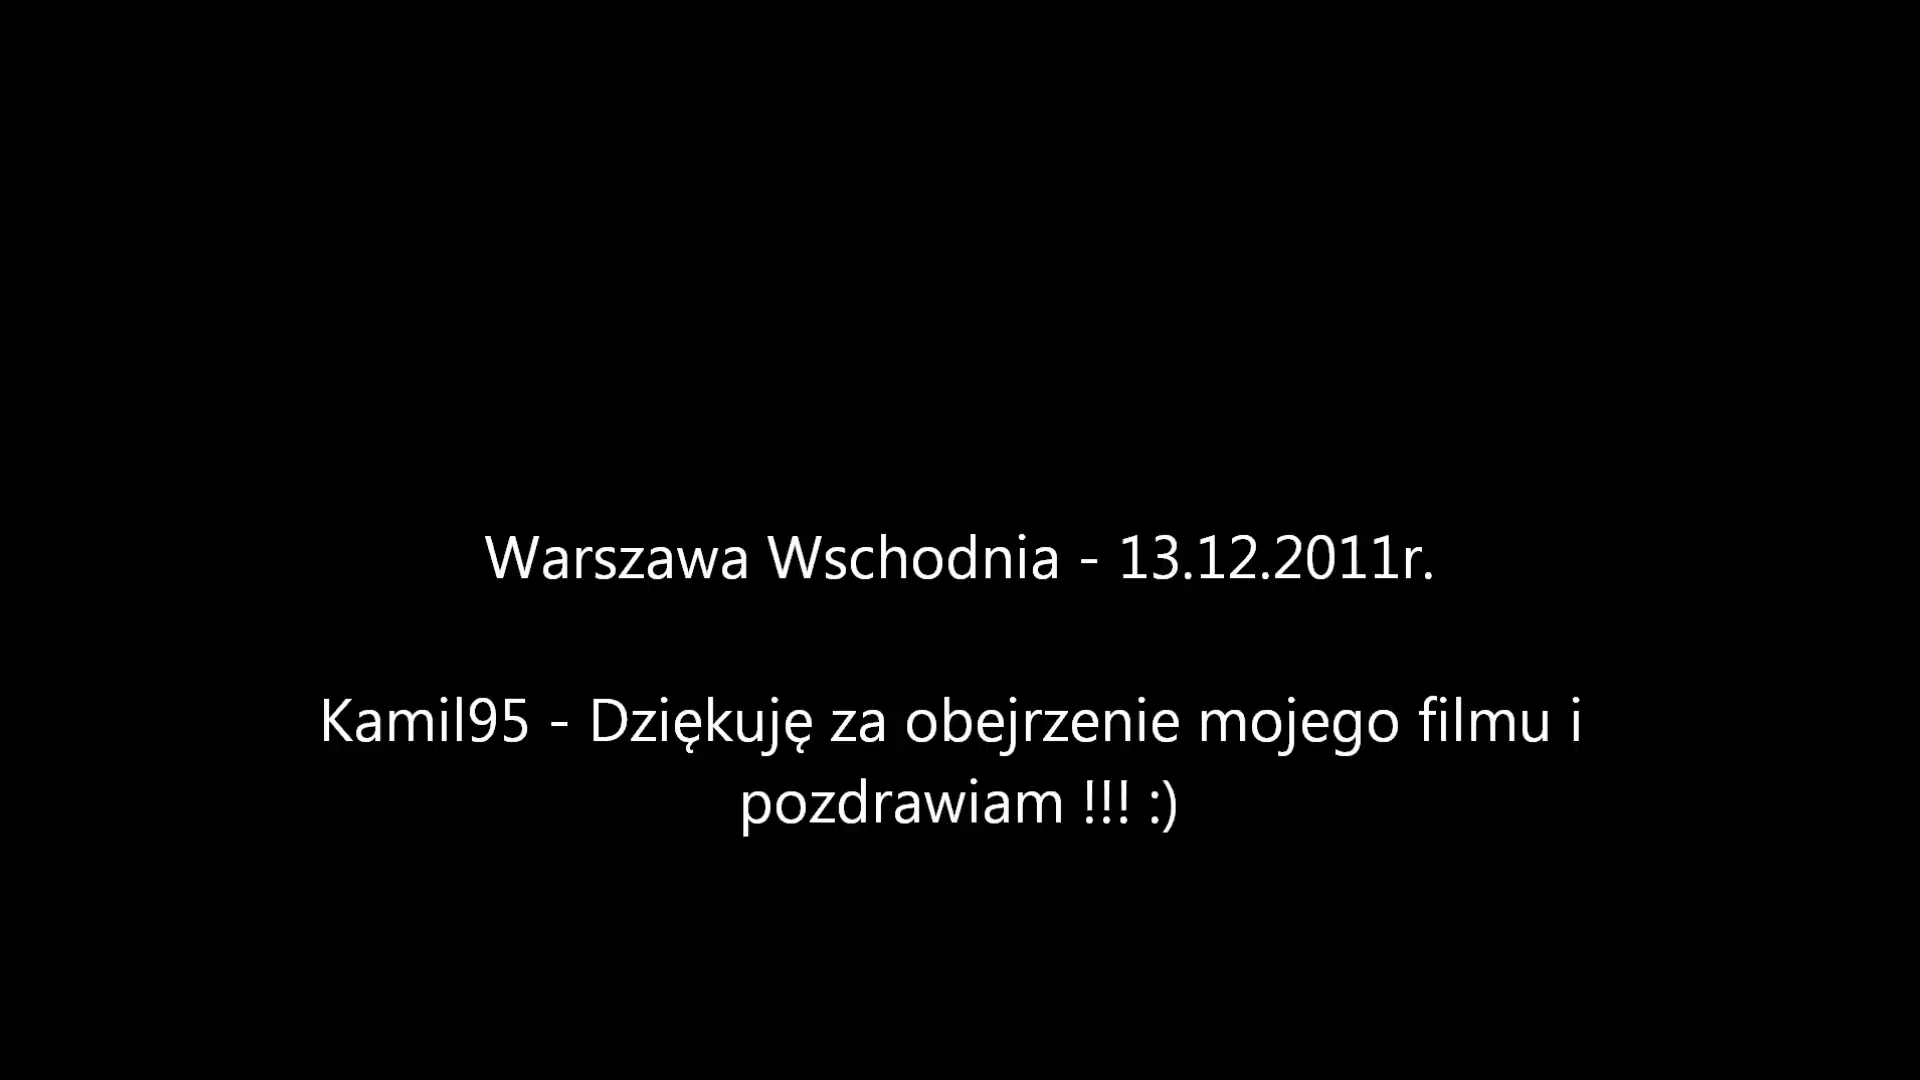 Warszawa Wschodnia - 13.12.2011r.
Kamil95 - Dziękuję za obejrzenie mojego filmu i
pozdrawiam !!! :)